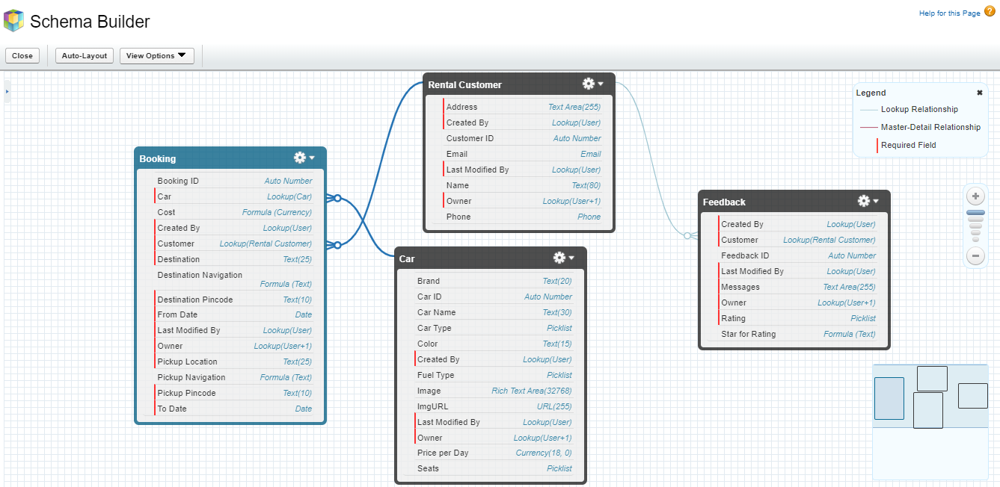 Schema Builder
Help for this Page ?
Close
Auto-Layout
View Options
Booking
Booking ID Auto Number
Car Lookup(Car)
Cost Formula (Currency)
Created By Lookup(User)
Customer Lookup(Rental Customer)
Destination Text(25)
Destination Navigation
Formula (Text)
Destination Pincode Text(10)
From Date Date
Last Modified By Lookup(User)
Owner Lookup(User+1)
Pickup Location Text(25)
Pickup Navigation Formula (Text)
Pickup Pincode Text(10)
To Date Date
Rental Customer
Address Text Area(255)
Created By Lookup(User)
Customer ID Auto Number
Email Email
Last Modified By Lookup(User)
Name Text(80)
Owner Lookup(User+1)
Phone Phone
Car
Brand Text(20)
Car ID Auto Number
Car Name Text(30)
Car Type Picklist
Color Text(15)
Created By Lookup(User)
Fuel Type Picklist
Image Rich Text Area(32768)
ImgURL URL(255)
Last Modified By Lookup(User)
Owner Lookup(User+1)
Price per Day Currency(18, 0)
Seats Picklist
Feedback
Created By Lookup(User)
Customer Lookup(Rental Customer)
Feedback ID Auto Number
Last Modified By Lookup(User)
Messages Text Area(255)
Owner Lookup(User+1)
Rating Picklist
Star for Rating Formula (Text)
Legend
Lookup Relationship
Master-Detail Relationship
Required Field